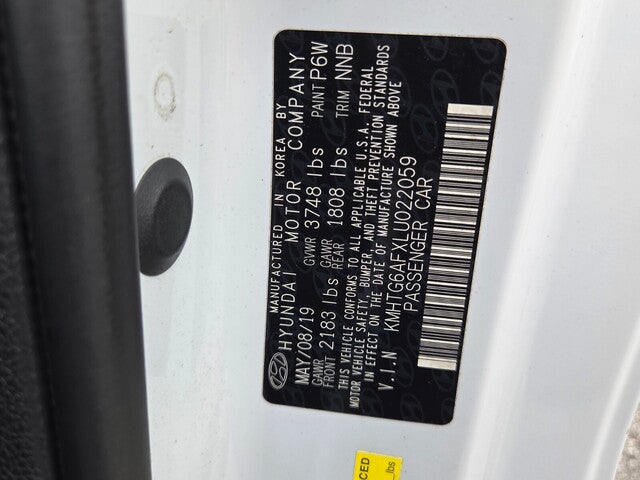 MANUFACTURED IN KOREA BY
HYUNDAI MOTOR COMPANY
MAY/08/19 GVWR 3748 lbs PAINT P6W
GAWR FRONT 2183 lbs GAWR REAR 1808 lbs TRIM NNB
THIS VEHICLE CONFORMS TO ALL APPLICABLE U.S.A. FEDERAL
MOTOR VEHICLE SAFETY, BUMPER, AND THEFT PREVENTION STANDARDS
IN EFFECT ON THE DATE OF MANUFACTURE SHOWN ABOVE
V.I.N KMHTG6AFXLU022059
PASSENGER CAR
CED
lbs